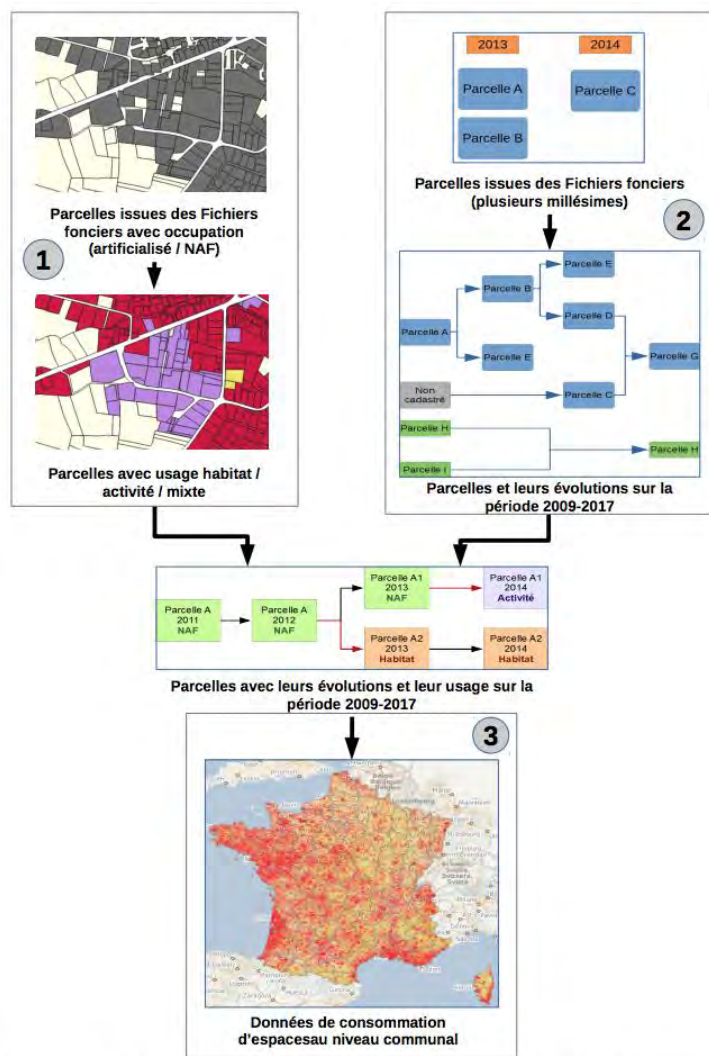 Parcelles issues des Fichiers
fonciers avec occupation
(artificialisé / NAF)
1
Parcelles avec usage habitat /
activité / mixte
2013
2014
Parcelle A
Parcelle C
Parcelle B
Parcelles issues des Fichiers fonciers
(plusieurs millésimes)
2
Parcelle E
Parcelle B
Parcelle D
Parcelle A
Parcelle E
Parcelle G
Non
cadastré
Parcelle C
Parcelle H
Parcelle H
Parcelle I
Parcelles et leurs évolutions sur la
période 2009-2017
Parcelle A
2011
NAF
Parcelle A
2012
NAF
Parcelle A1
2013
NAF
Parcelle A1
2014
Activité
Parcelle A2
2013
Habitat
Parcelle A2
2014
Habitat
Parcelles avec leurs évolutions et leur usage sur la
période 2009-2017
3
Données de consommation
d'espacesau niveau communal